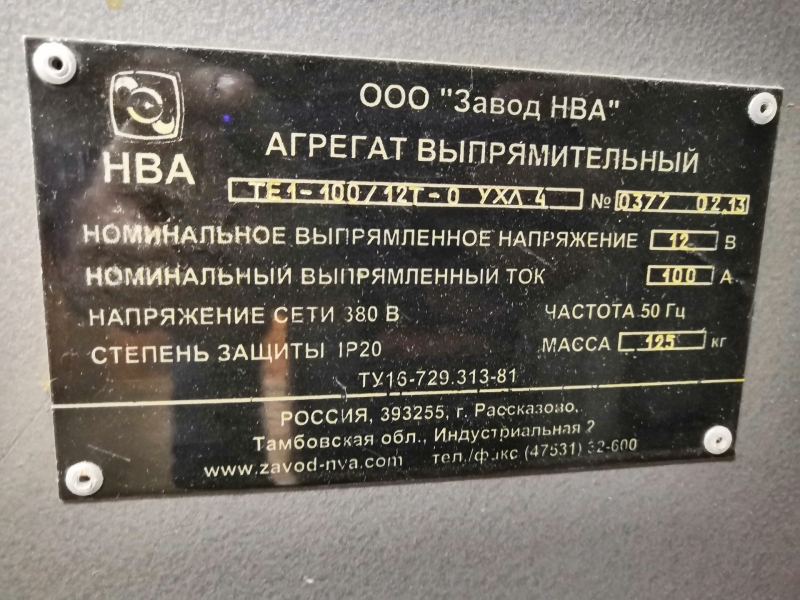 ООО "Завод НВА"
НВА
АГРЕГАТ ВЫПРЯМИТЕЛЬНЫЙ
ТЕ1-100/12Т-0 УХЛ 4 № 0377 02.13
НОМИНАЛЬНОЕ ВЫПРЯМЛЕННОЕ НАПРЯЖЕНИЕ 12 В
НОМИНАЛЬНЫЙ ВЫПРЯМЛЕННЫЙ ТОК 100 А
НАПРЯЖЕНИЕ СЕТИ 380 В ЧАСТОТА 50 Гц
СТЕПЕНЬ ЗАЩИТЫ IP20 МАССА 125 кг
ТУ16-729.313-81
РОССИЯ, 393255, г. Рассказово,
Тамбовская обл., Индустриальная 2
www.zavod-nva.com тел./факс (47531) 32-600